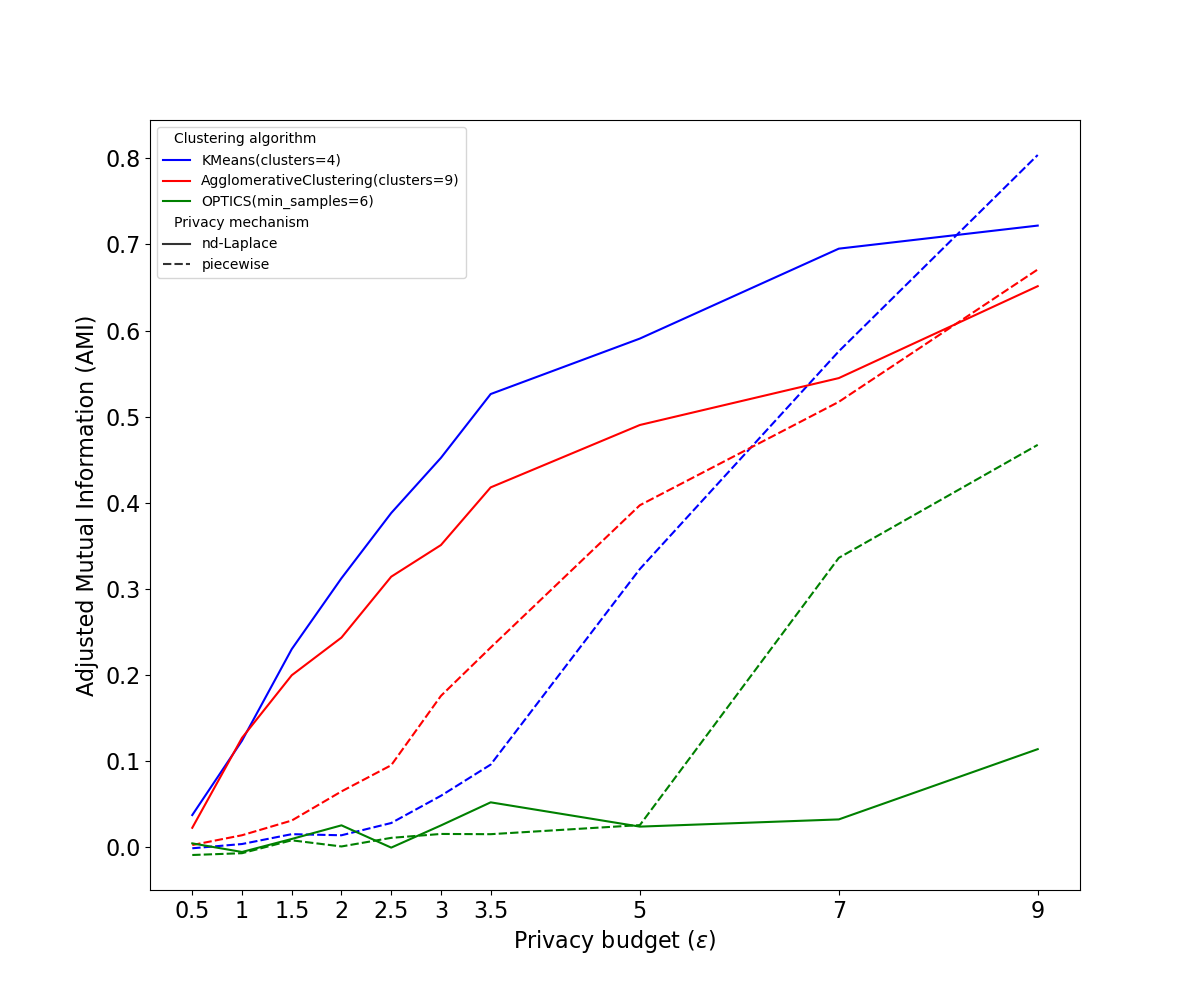 Clustering algorithm
KMeans(clusters=4)
AgglomerativeClustering(clusters=9)
OPTICS(min_samples=6)
Privacy mechanism
nd-Laplace
piecewise
Adjusted Mutual Information (AMI)
0.8
0.7
0.6
0.5
0.4
0.3
0.2
0.1
0.0
0.5 1 1.5 2 2.5 3 3.5 5 7 9
Privacy budget (ε)